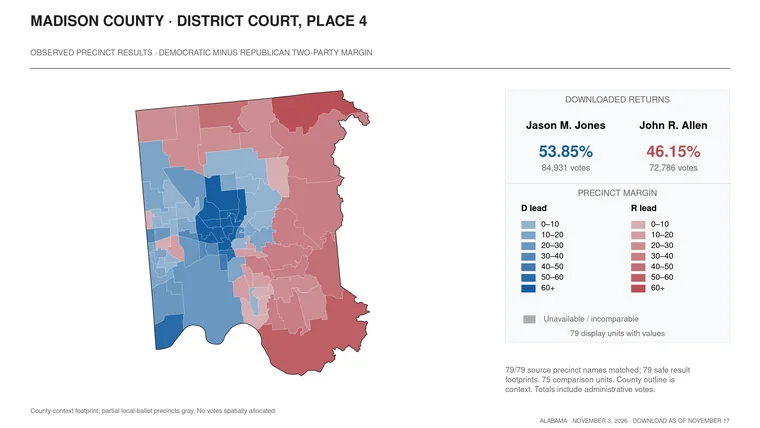 MADISON COUNTY · DISTRICT COURT, PLACE 4
OBSERVED PRECINCT RESULTS · DEMOCRATIC MINUS REPUBLICAN TWO-PARTY MARGIN
DOWNLOADED RETURNS
Jason M. Jones John R. Allen
53.85% 46.15%
84,931 votes 72,786 votes
PRECINCT MARGIN
D lead R lead
0–10 0–10
10–20 10–20
20–30 20–30
30–40 30–40
40–50 40–50
50–60 50–60
60+ 60+
Unavailable / incomparable
79 display units with values
79/79 source precinct names matched; 79 safe result
footprints. 75 comparison units. County outline is
context. Totals include administrative votes.
County-context footprint; partial local-ballot precincts gray. No votes spatially allocated.
ALABAMA · NOVEMBER 3, 2026 · DOWNLOAD AS OF NOVEMBER 17